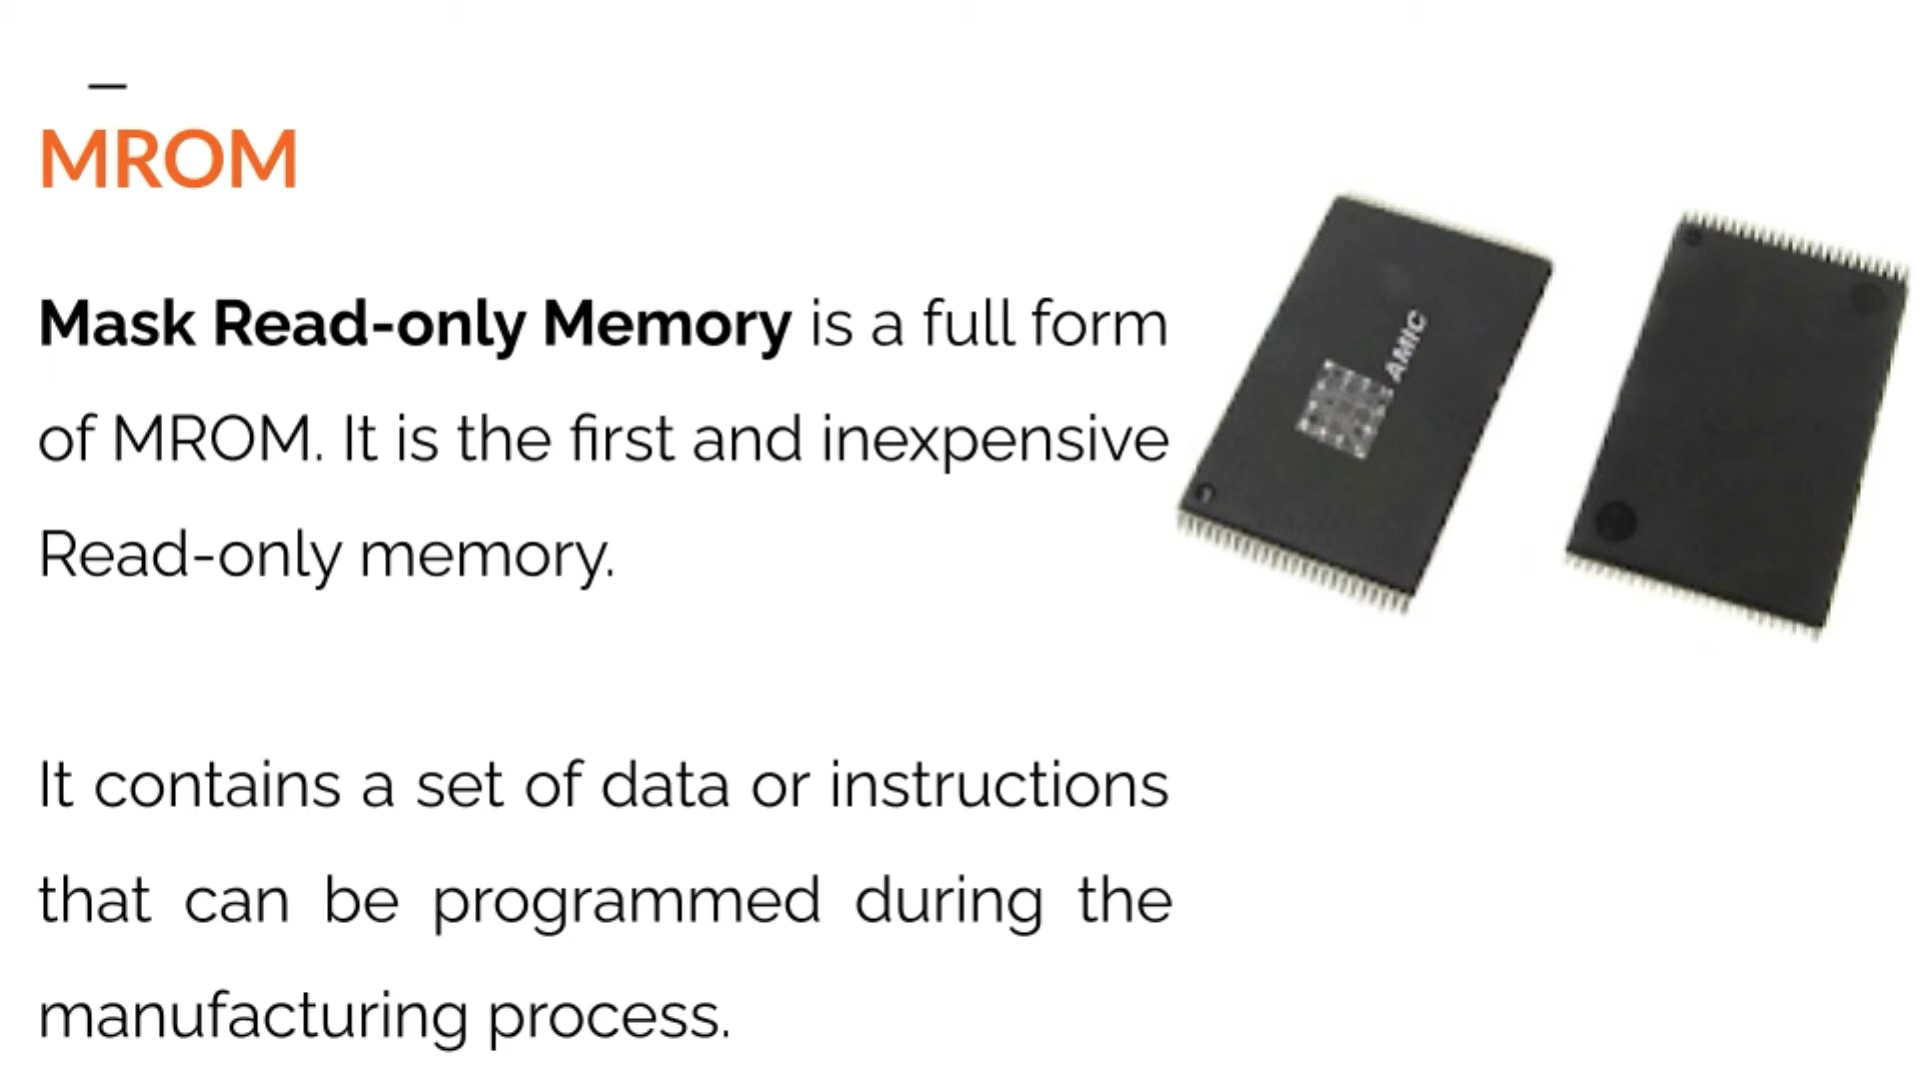 MROM
Mask Read-only Memory is a full form
of MROM. It is the first and inexpensive
Read-only memory.
AMIC
It contains a set of data or instructions
that can be programmed during the
manufacturing process.